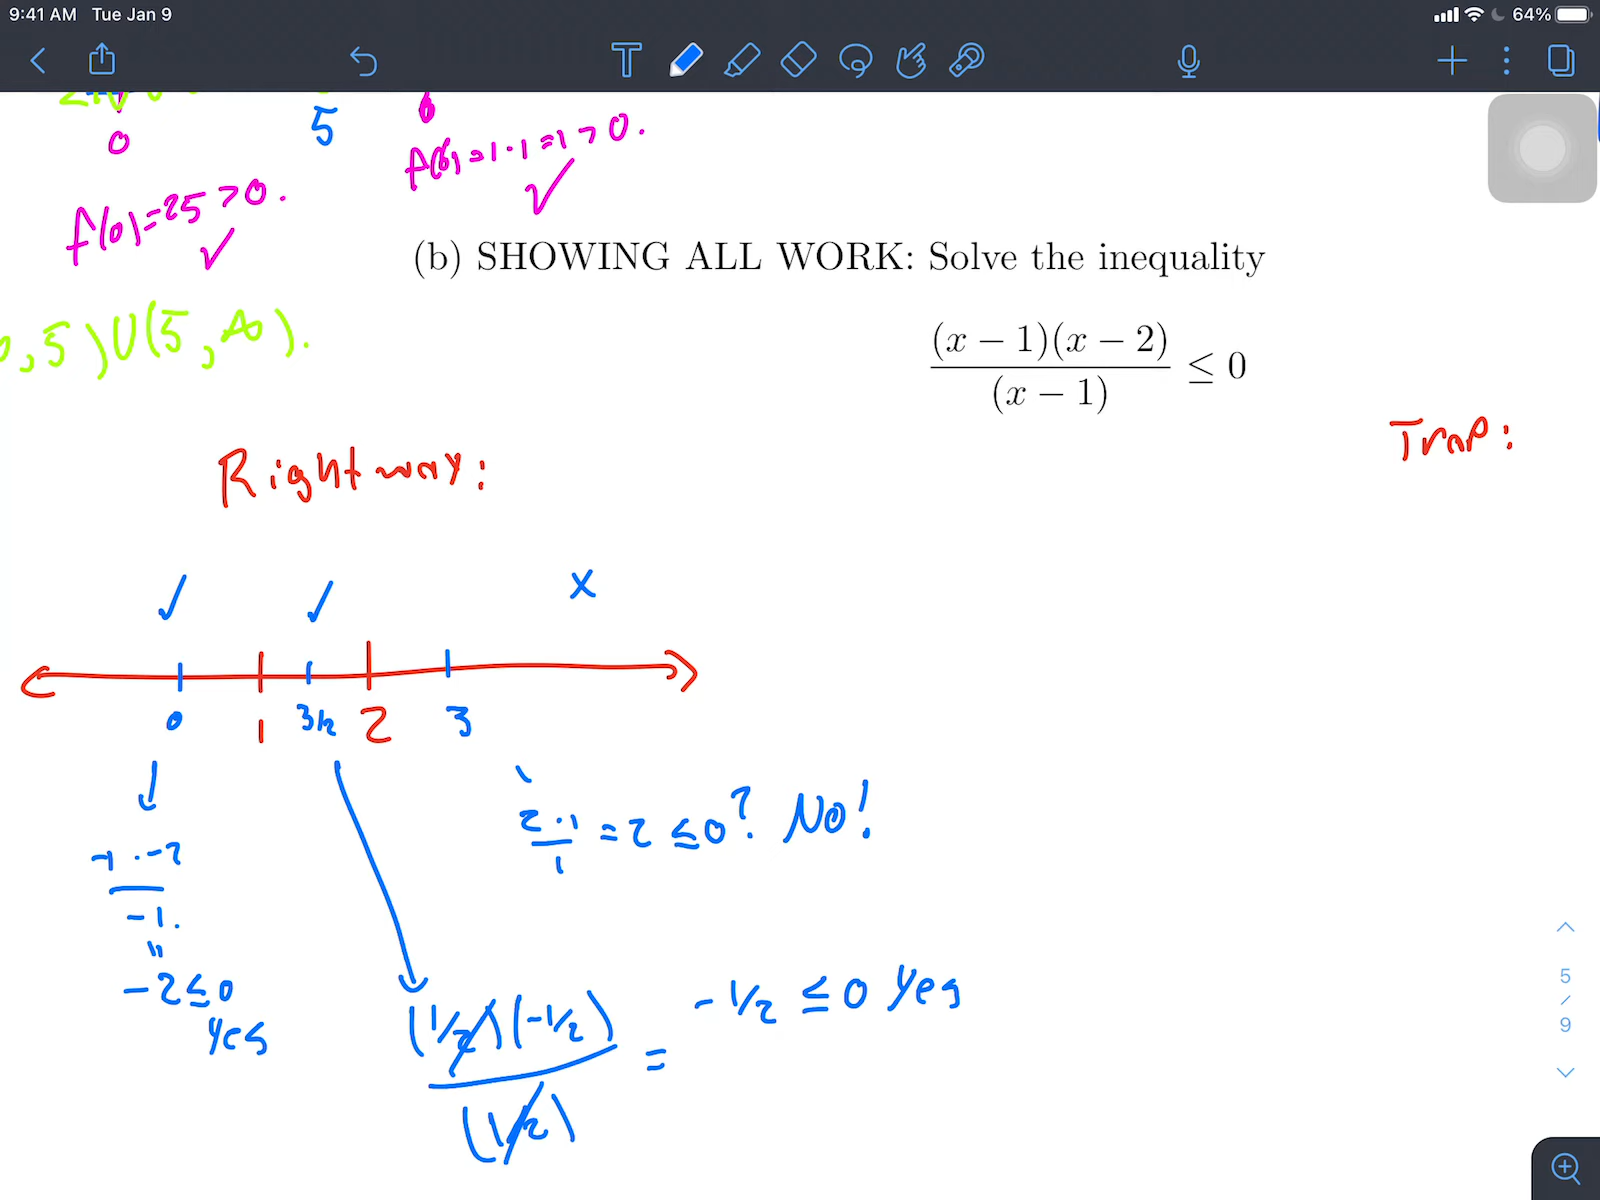 9:41 AM Tue Jan 9
64%
0
5
6
f(6)=1·1=1>0.
f(0)=25>0.
✓
✓
(b) SHOWING ALL WORK: Solve the inequality
,5)∪(5,∞).
(x − 1)(x − 2)
≤ 0
(x − 1)
Trap:
Right way:
✓ ✓ x
0 1 3/2 2 3
2·1
= 2 ≤ 0? No!
1
-1·-2
-1.
"
-2≤0
Yes
(1/2)(-1/2)
= -1/2 ≤ 0 Yes
(1/2)
5
/
9